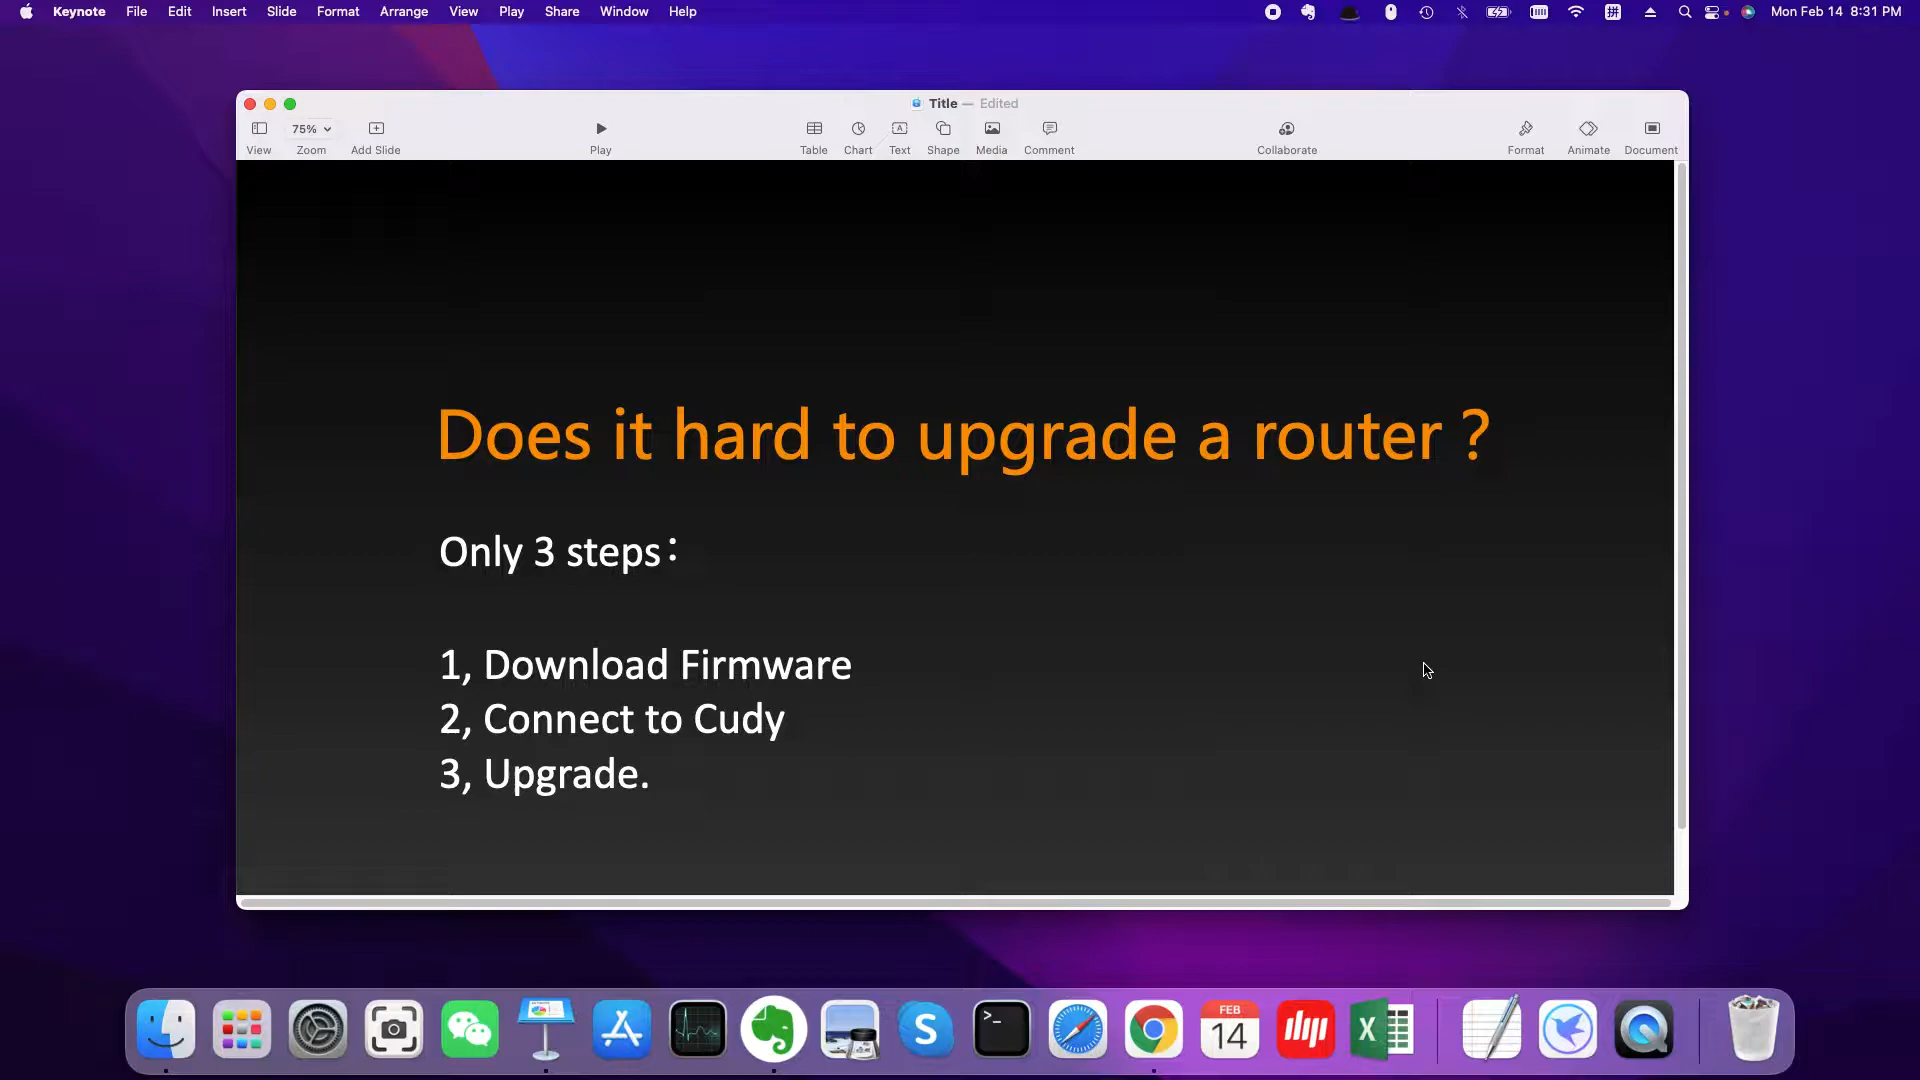 Keynote File Edit Insert Slide Format Arrange View Play Share Window Help Mon Feb 14 8:31 PM
Title — Edited
75%
View Zoom Add Slide Play Table Chart Text Shape Media Comment Collaborate Format Animate Document
Does it hard to upgrade a router？
Only 3 steps：
1, Download Firmware
2, Connect to Cudy
3, Upgrade.
FEB
14